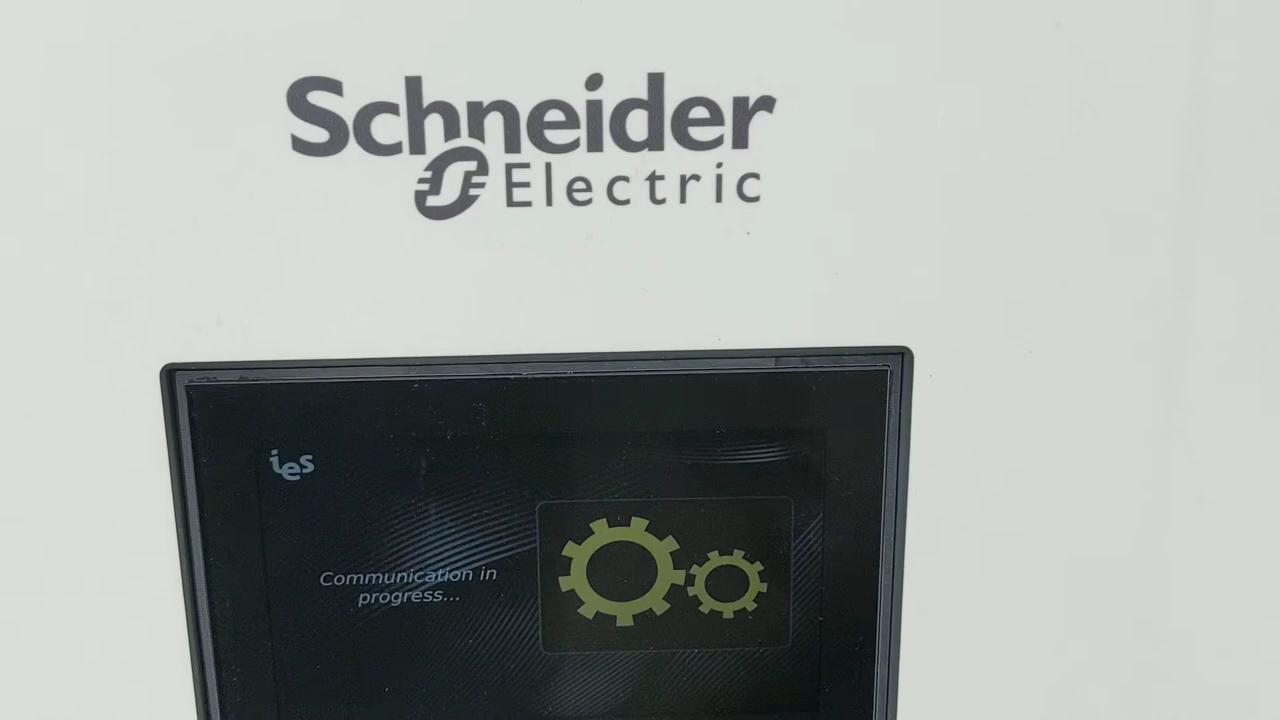 Schneider
Electric
ies
Communication in
progress...